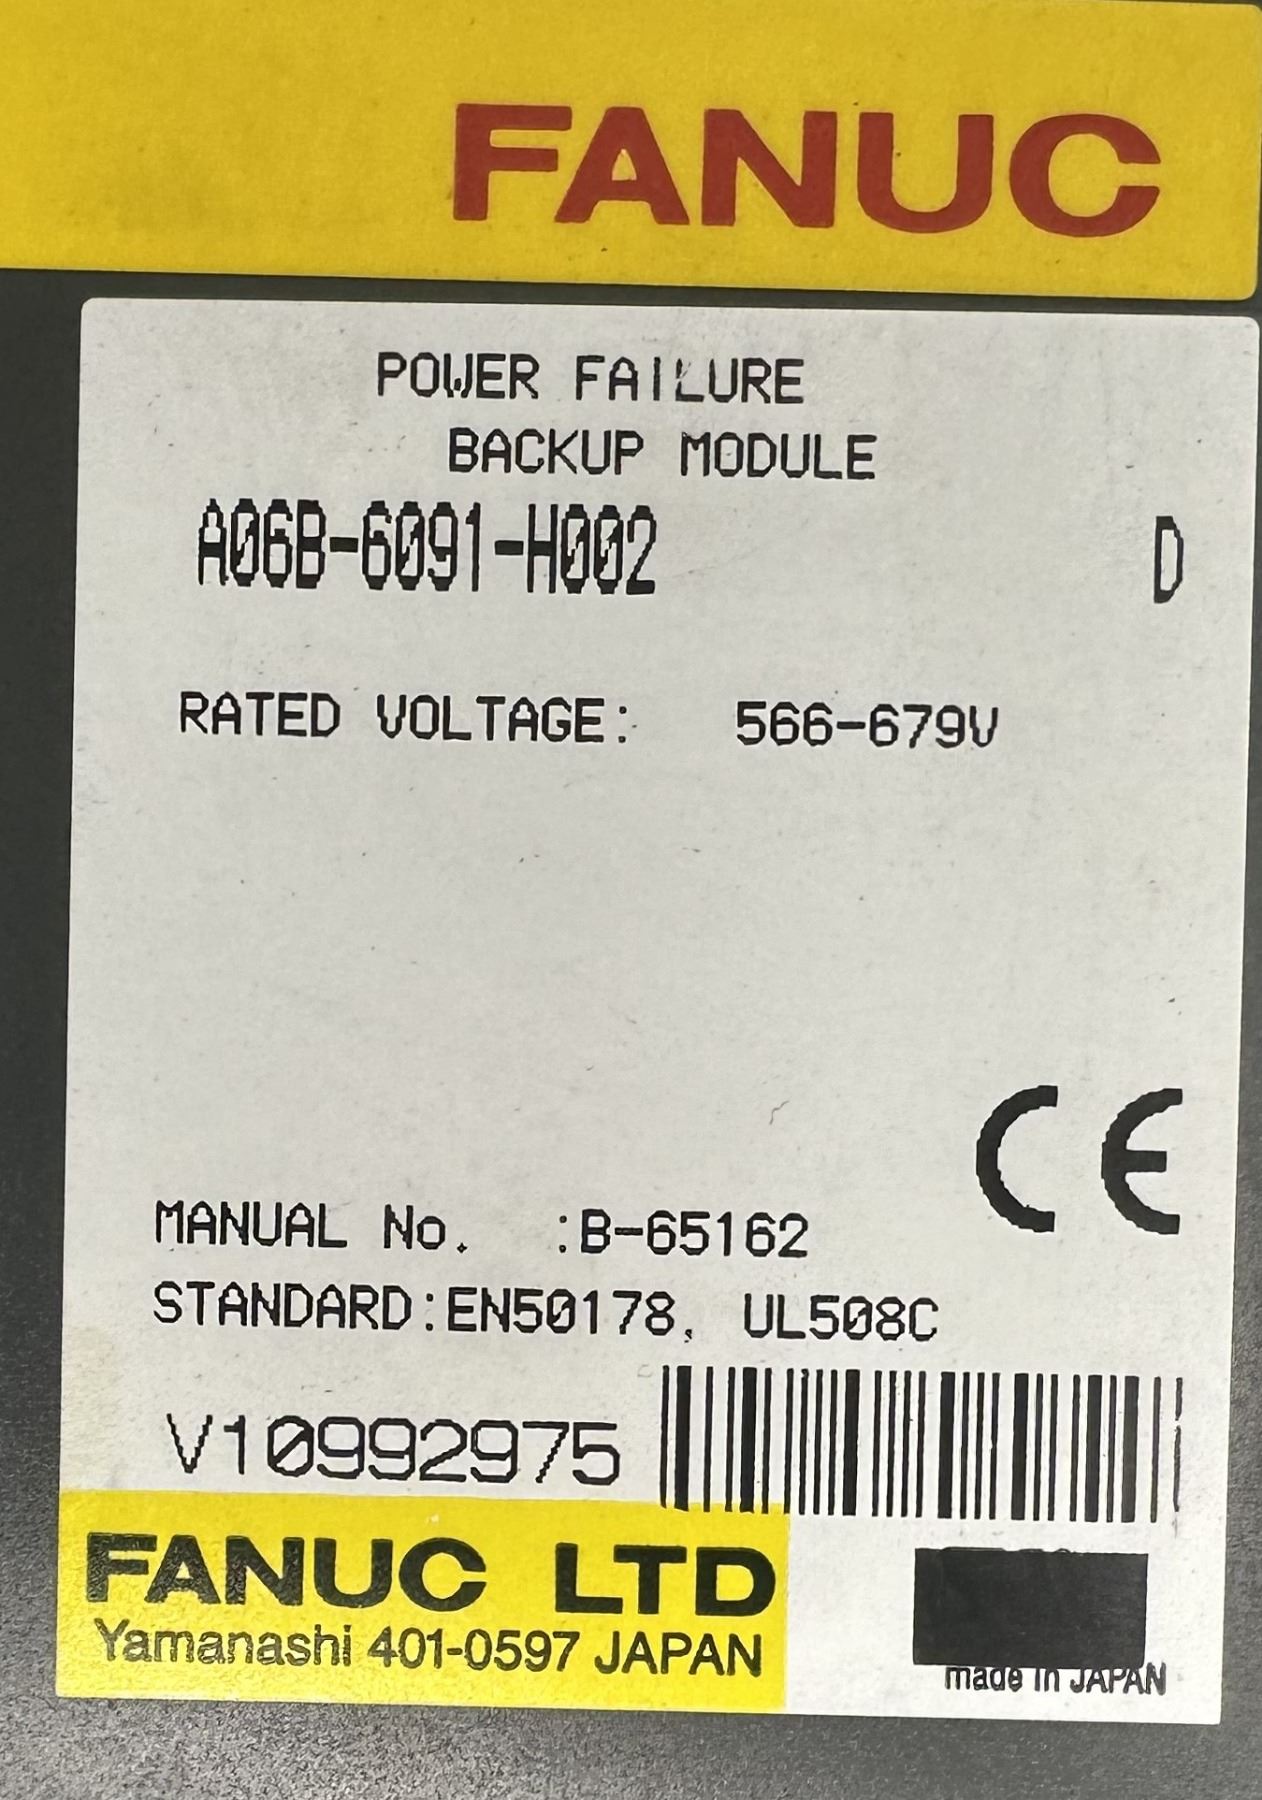 FANUC
POWER FAILURE
BACKUP MODULE
A06B-6091-H002 D
RATED VOLTAGE: 566-679V
CE
MANUAL No. :B-65162
STANDARD:EN50178, UL508C
V10992975
FANUC LTD
Yamanashi 401-0597 JAPAN
made in JAPAN